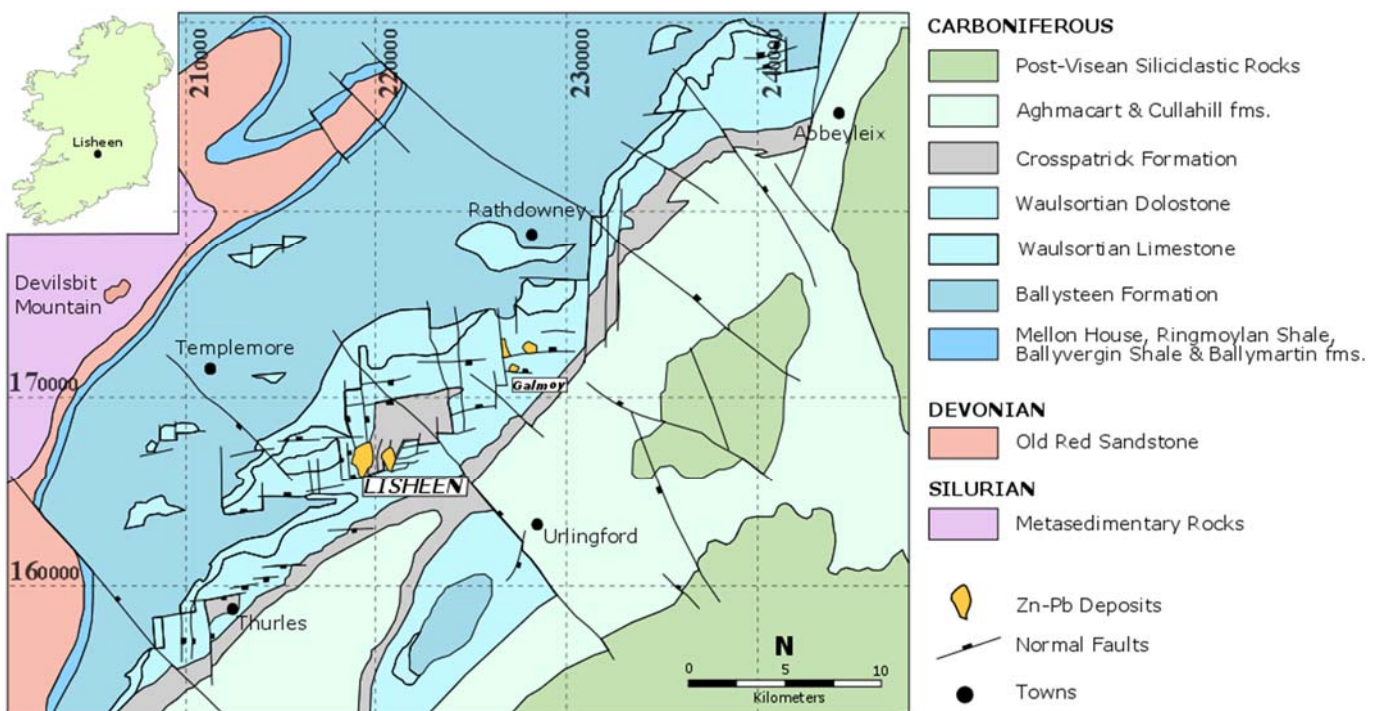 Lisheen
210000
220000
230000
240000
Abbeyleix
Rathdowney
Devilsbit
Mountain
Templemore
170000
Galmoy
LISHEEN
Urlingford
160000
Thurles
N
0 5 10
Kilometers
CARBONIFEROUS
Post-Visean Siliciclastic Rocks
Aghmacart & Cullahill fms.
Crosspatrick Formation
Waulsortian Dolostone
Waulsortian Limestone
Ballysteen Formation
Mellon House, Ringmoylan Shale,
Ballyvergin Shale & Ballymartin fms.
DEVONIAN
Old Red Sandstone
SILURIAN
Metasedimentary Rocks
Zn-Pb Deposits
Normal Faults
Towns